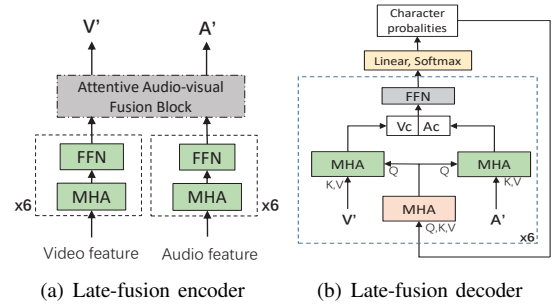 V' A'
Attentive Audio-visual
Fusion Block
FFN FFN
MHA MHA
x6 x6
Video feature Audio feature
(a) Late-fusion encoder
Character
probalities
Linear, Softmax
FFN
Vc Ac
MHA Q Q MHA
K,V K,V
V' MHA A'
Q,K,V
x6
(b) Late-fusion decoder